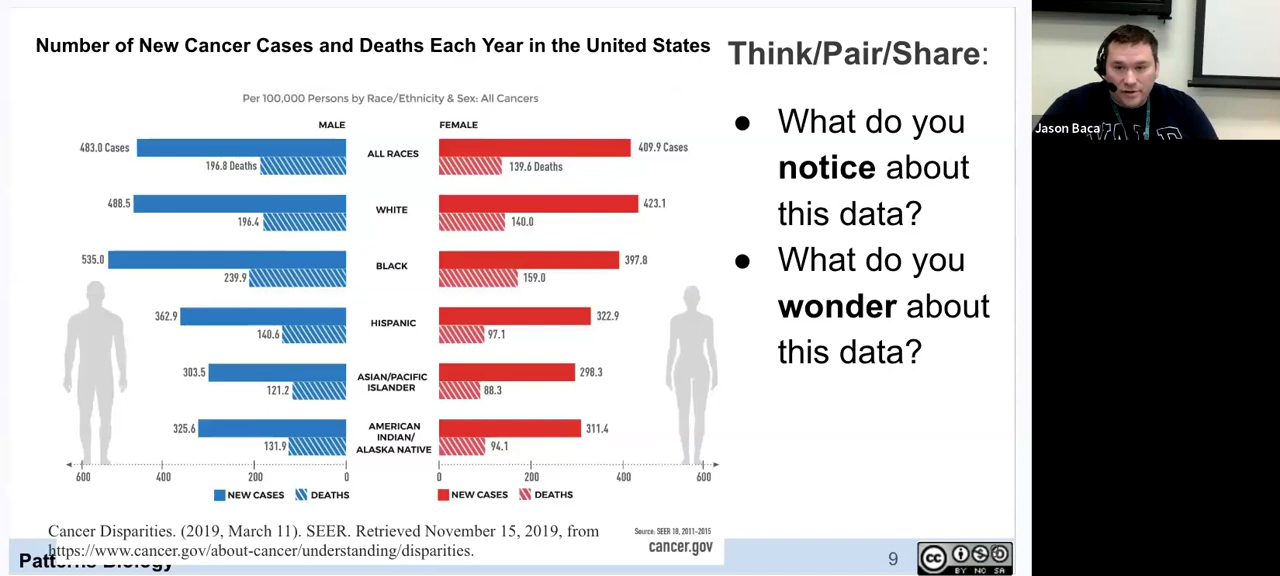 Number of New Cancer Cases and Deaths Each Year in the United States
Per 100,000 Persons by Race/Ethnicity & Sex: All Cancers
MALE
FEMALE
483.0 Cases
196.8 Deaths
ALL RACES
409.9 Cases
139.6 Deaths
488.5
196.4
WHITE
423.1
140.0
535.0
239.9
BLACK
397.8
159.0
362.9
140.6
HISPANIC
322.9
97.1
303.5
121.2
ASIAN/PACIFIC
ISLANDER
298.3
88.3
325.6
131.9
AMERICAN
INDIAN/
ALASKA NATIVE
311.4
94.1
600 400 200 0
0 200 400 600
NEW CASES DEATHS
NEW CASES DEATHS
Cancer Disparities. (2019, March 11). SEER. Retrieved November 15, 2019, from
https://www.cancer.gov/about-cancer/understanding/disparities.
Source: SEER 18, 2011-2015
cancer.gov
Think/Pair/Share:
● What do you
notice about
this data?
● What do you
wonder about
this data?
Patterns Biology
9
cc
BY NC SA
Jason Baca
YALE